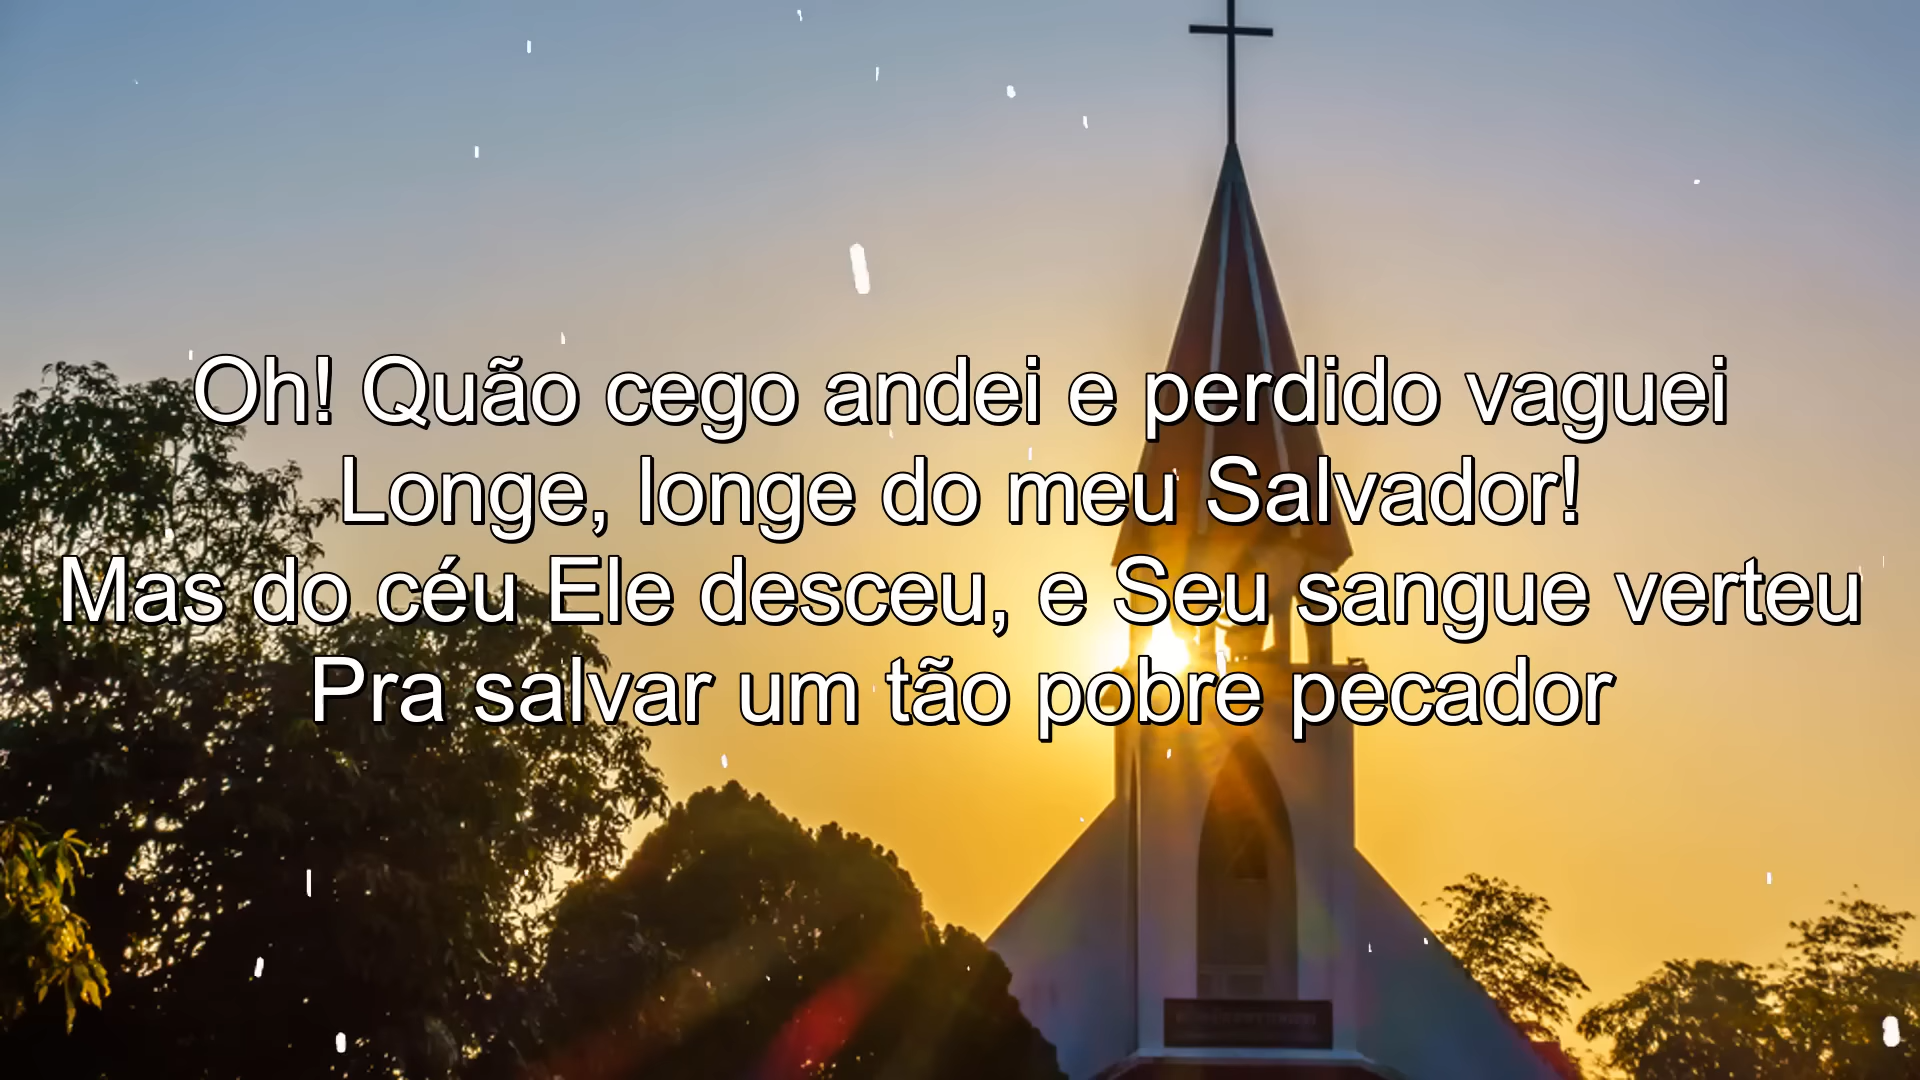 Oh! Quão cego andei e perdido vaguei
Longe, longe do meu Salvador!
Mas do céu Ele desceu, e Seu sangue verteu
Pra salvar um tão pobre pecador